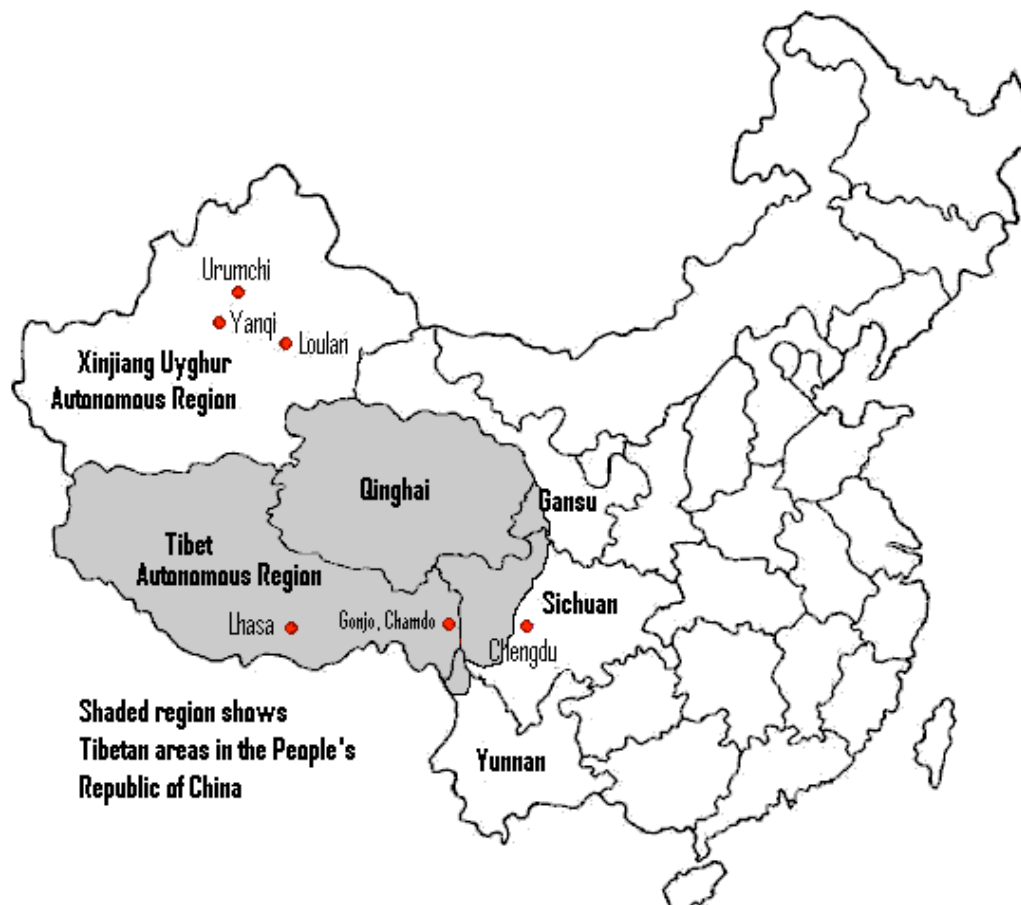 Urumchi
Yanqi
Loulan
Xinjiang Uyghur
Autonomous Region
Qinghai
Gansu
Tibet
Autonomous Region
Sichuan
Lhasa
Gonjo, Chamdo
Chengdu
Shaded region shows
Tibetan areas in the People's
Republic of China
Yunnan